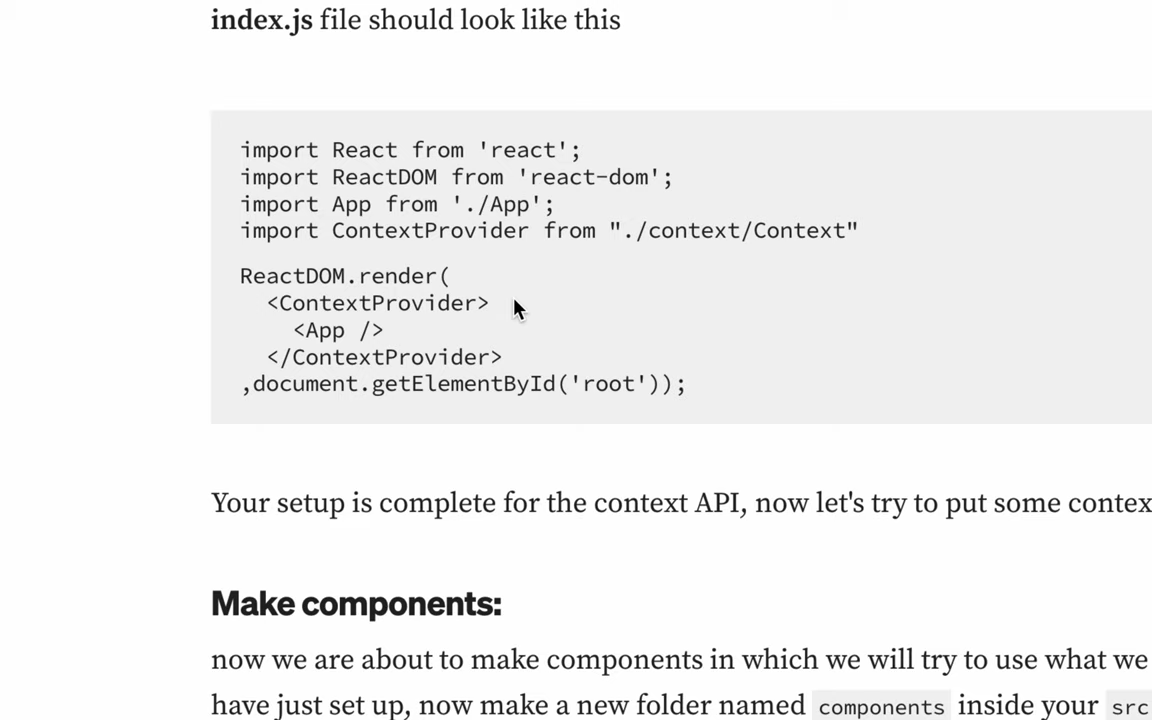 index.js file should look like this
import React from 'react';
import ReactDOM from 'react-dom';
import App from './App';
import ContextProvider from "./context/Context"
ReactDOM.render(
  <ContextProvider>
    <App />
  </ContextProvider>
,document.getElementById('root'));
Your setup is complete for the context API, now let's try to put some contex
Make components:
now we are about to make components in which we will try to use what we
have just set up, now make a new folder named components inside your src